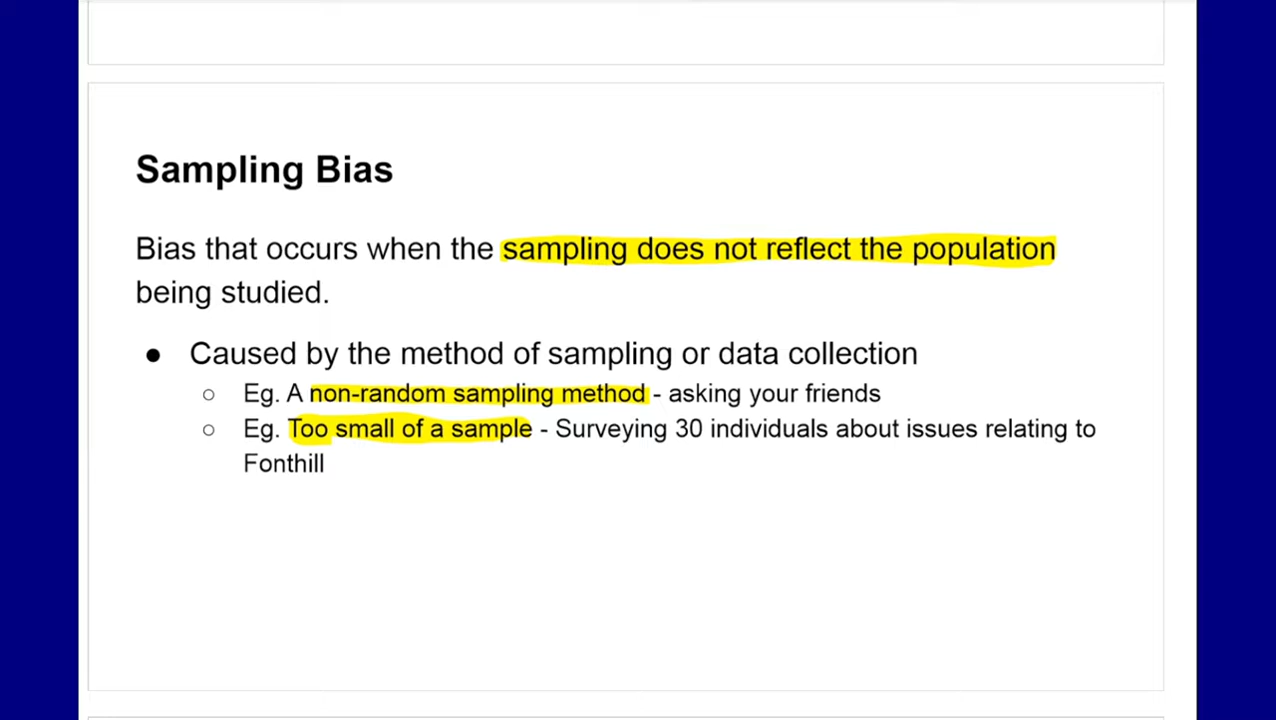 Sampling Bias
Bias that occurs when the sampling does not reflect the population
being studied.
● Caused by the method of sampling or data collection
○ Eg. A non-random sampling method - asking your friends
○ Eg. Too small of a sample - Surveying 30 individuals about issues relating to
Fonthill